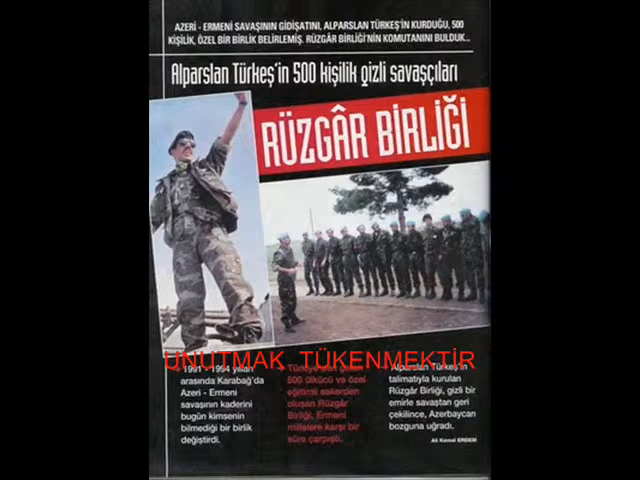 AZERİ - ERMENİ SAVAŞININ GİDİŞATINI, ALPARSLAN TÜRKEŞ'İN KURDUĞU, 500
KİŞİLİK, ÖZEL BİR BİRLİK BELİRLEMİŞ. RÜZGÂR BİRLİĞİ'NİN KOMUTANINI BULDUK...
Alparslan Türkeş'in 500 kişilik gizli savaşçıları
RÜZGÂR BİRLİĞİ
UNUTMAK TÜKENMEKTİR
1991 - 1994 yılları
arasında Karabağ'da
Azeri - Ermeni
savaşının kaderini
bugün kimsenin
bilmediği bir birlik
değiştirdi.
Türkiye'den giden
500 ülkücü ve özel
eğitimli askerden
oluşan Rüzgâr
Birliği, Ermeni
milislere karşı bir
süre çarpıştı.
Alparslan Türkeş'in
talimatıyla kurulan
Rüzgâr Birliği, gizli bir
emirle savaştan geri
çekilince, Azerbaycan
bozguna uğradı.
Ali Kemal ERDEM